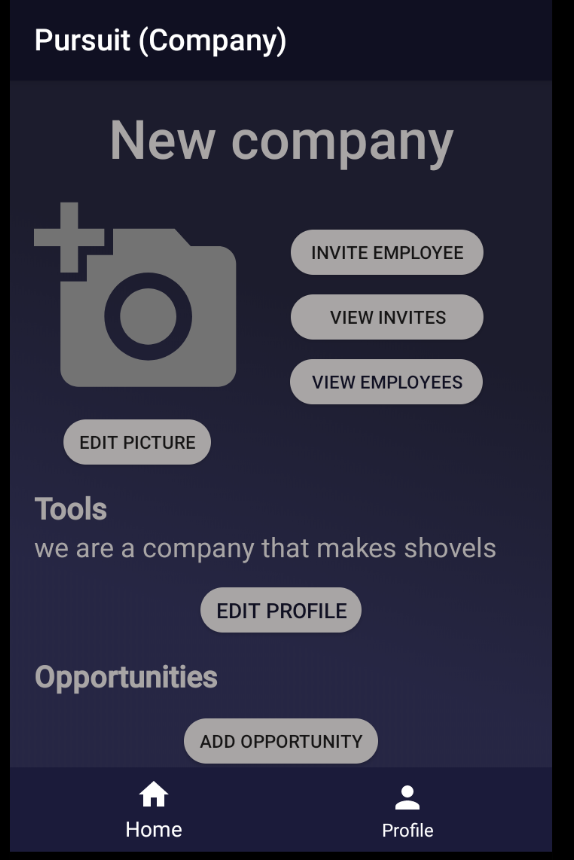 Pursuit (Company)
New company
INVITE EMPLOYEE
VIEW INVITES
VIEW EMPLOYEES
EDIT PICTURE
Tools
we are a company that makes shovels
EDIT PROFILE
Opportunities
ADD OPPORTUNITY
Home
Profile